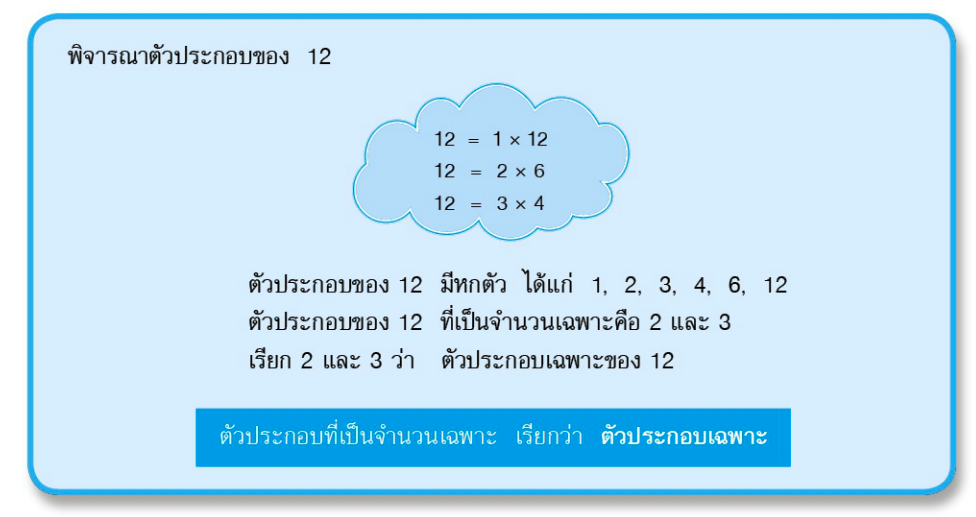 พิจารณาตัวประกอบของ 12
12 = 1 × 12
12 = 2 × 6
12 = 3 × 4
ตัวประกอบของ 12 มีหกตัว ได้แก่ 1, 2, 3, 4, 6, 12
ตัวประกอบของ 12 ที่เป็นจำนวนเฉพาะคือ 2 และ 3
เรียก 2 และ 3 ว่า ตัวประกอบเฉพาะของ 12
ตัวประกอบที่เป็นจำนวนเฉพาะ เรียกว่า ตัวประกอบเฉพาะ